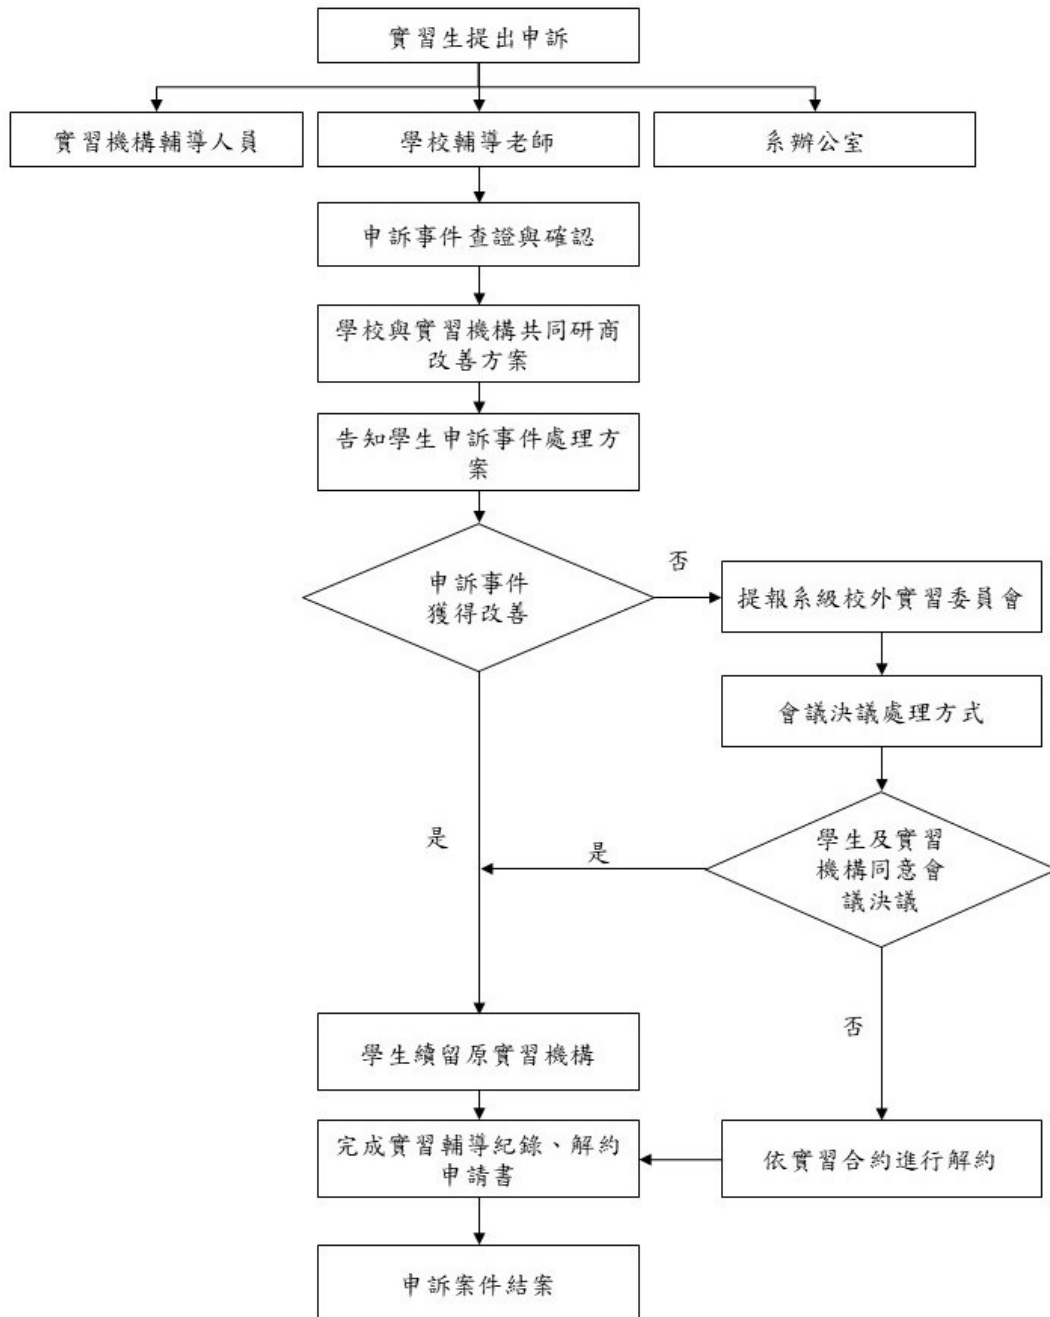 實習生提出申訴
實習機構輔導人員
學校輔導老師
系辦公室
申訴事件查證與確認
學校與實習機構共同研商
改善方案
告知學生申訴事件處理方
案
申訴事件
獲得改善
否
提報系級校外實習委員會
會議決議處理方式
學生及實習
機構同意會
議決議
是
是
否
學生續留原實習機構
完成實習輔導紀錄、解約
申請書
依實習合約進行解約
申訴案件結案